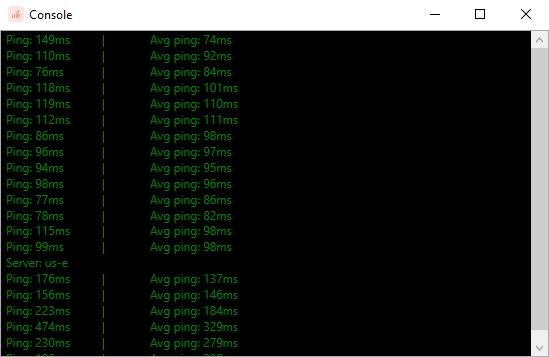 Console
Ping: 149ms | Avg ping: 74ms
Ping: 110ms | Avg ping: 92ms
Ping: 76ms | Avg ping: 84ms
Ping: 118ms | Avg ping: 101ms
Ping: 119ms | Avg ping: 110ms
Ping: 112ms | Avg ping: 111ms
Ping: 86ms | Avg ping: 98ms
Ping: 96ms | Avg ping: 97ms
Ping: 94ms | Avg ping: 95ms
Ping: 98ms | Avg ping: 96ms
Ping: 77ms | Avg ping: 86ms
Ping: 78ms | Avg ping: 82ms
Ping: 115ms | Avg ping: 98ms
Ping: 99ms | Avg ping: 98ms
Server: us-e
Ping: 176ms | Avg ping: 137ms
Ping: 156ms | Avg ping: 146ms
Ping: 223ms | Avg ping: 184ms
Ping: 474ms | Avg ping: 329ms
Ping: 230ms | Avg ping: 279ms